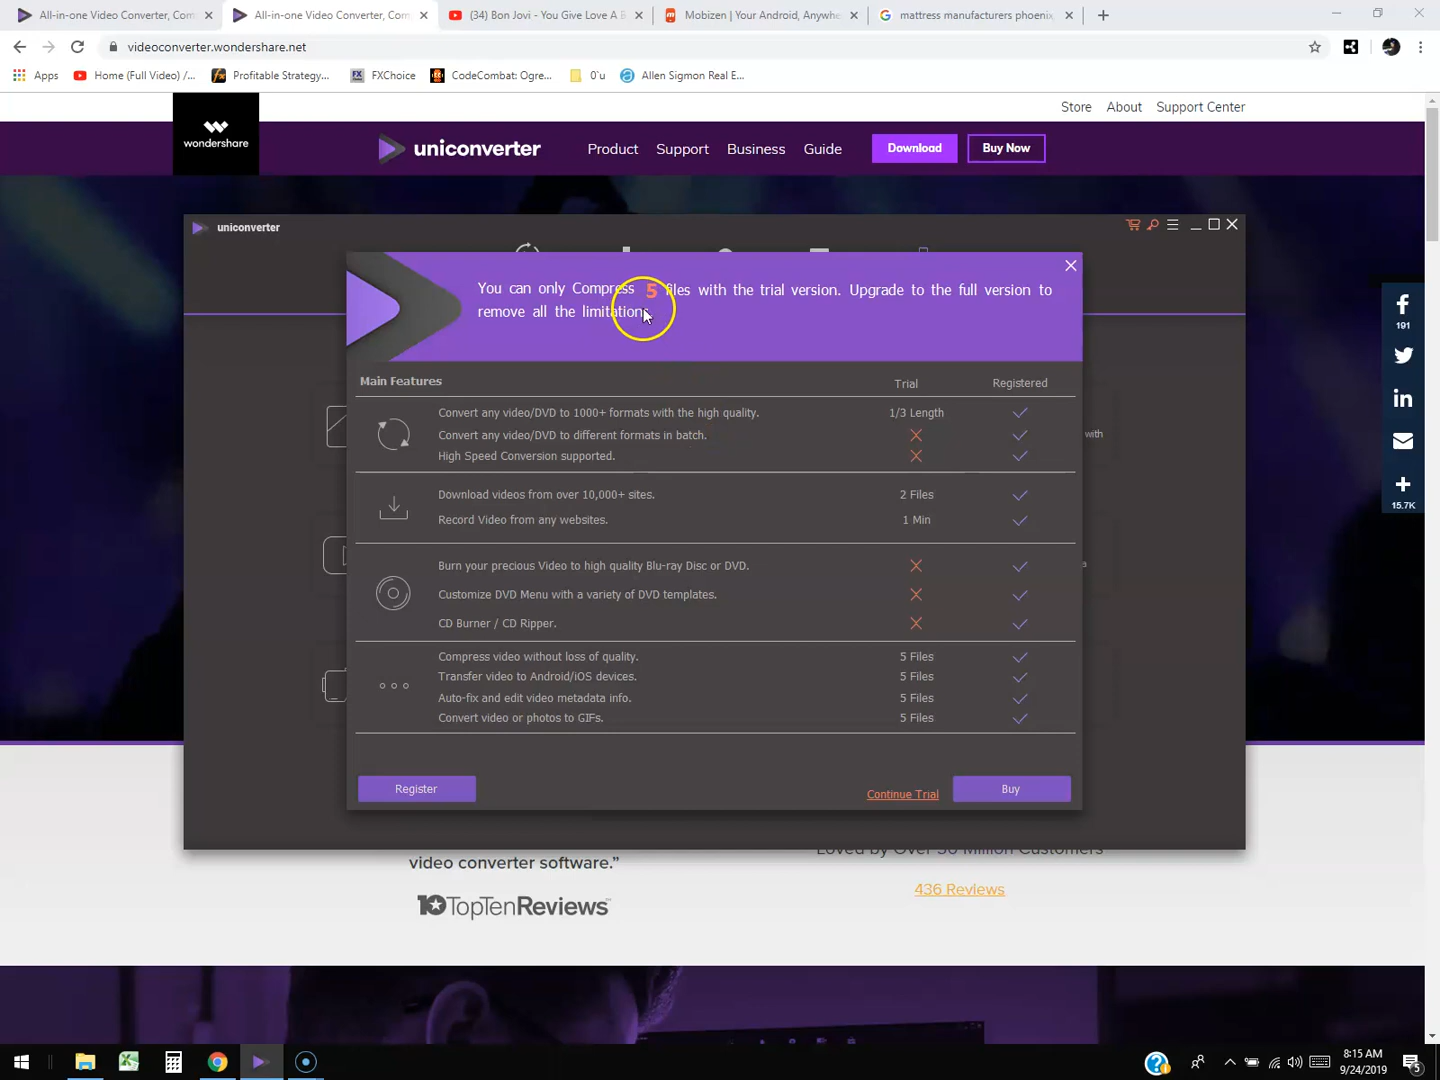 All-in-one Video Converter, Com
All-in-one Video Converter, Com
(34) Bon Jovi - You Give Love A B
Mobizen | Your Android, Anywhe
mattress manufacturers phoenix,
videoconverter.wondershare.net
Apps
Home (Full Video) /...
Profitable Strategy...
FXChoice
CodeCombat: Ogre...
0`u
Allen Sigmon Real E...
Store About Support Center
wondershare
uniconverter
Product Support Business Guide Download Buy Now
uniconverter
You can only Compress 5 files with the trial version. Upgrade to the full version to
remove all the limitations
Main Features Trial Registered
Convert any video/DVD to 1000+ formats with the high quality. 1/3 Length
Convert any video/DVD to different formats in batch.
High Speed Conversion supported.
Download videos from over 10,000+ sites. 2 Files
Record Video from any websites. 1 Min
Burn your precious Video to high quality Blu-ray Disc or DVD.
Customize DVD Menu with a variety of DVD templates.
CD Burner / CD Ripper.
Compress video without loss of quality. 5 Files
Transfer video to Android/iOS devices. 5 Files
Auto-fix and edit video metadata info. 5 Files
Convert video or photos to GIFs. 5 Files
Register Continue Trial Buy
with
a
191
15.7K
video converter software.”
TopTenReviews
Loved by Over 30 Million Customers
436 Reviews
8:15 AM
9/24/2019
5